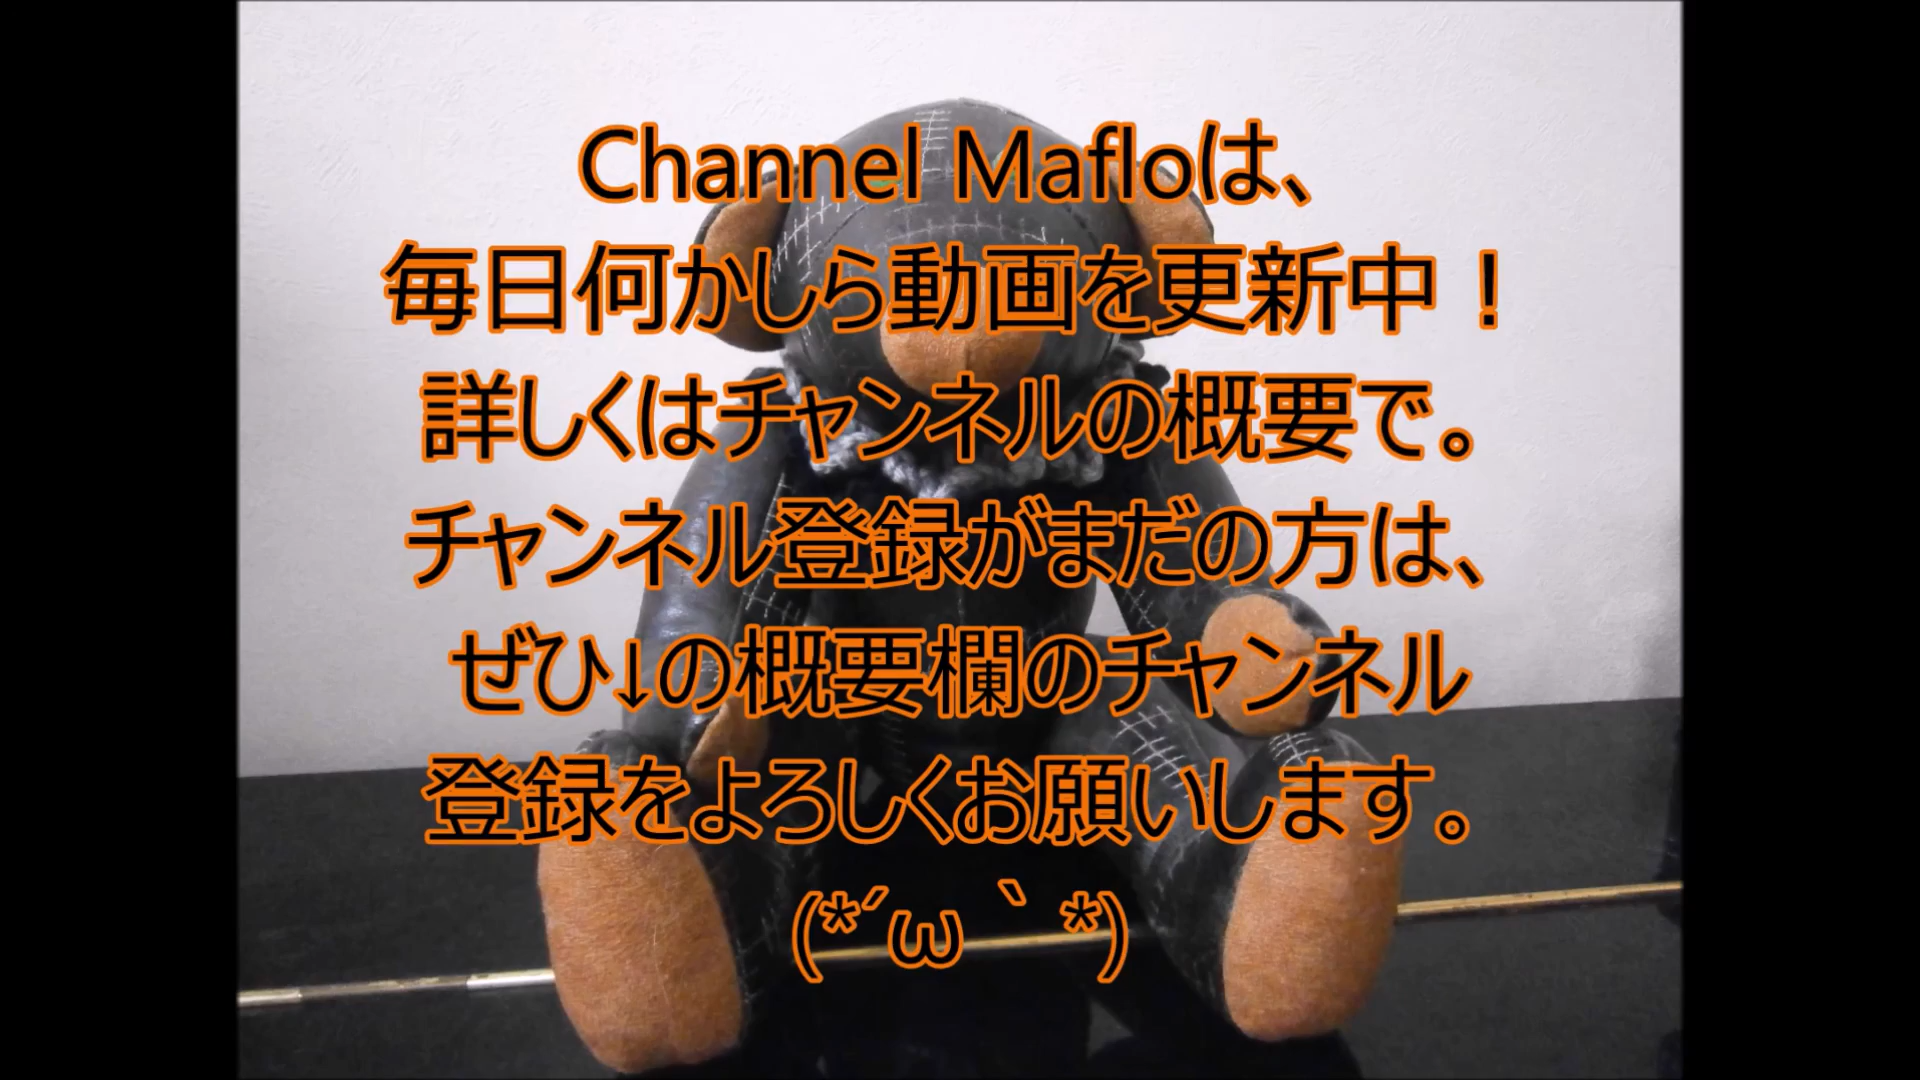 Channel Mafloは、
毎日何かしら動画を更新中！
詳しくはチャンネルの概要で。
チャンネル登録がまだの方は、
ぜひ↓の概要欄のチャンネル
登録をよろしくお願いします。
(*´ω｀*)